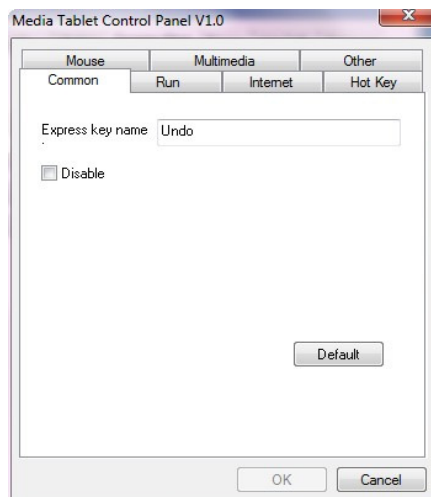 Media Tablet Control Panel V1.0
Mouse Multimedia Other
Common Run Internet Hot Key
Express key name Undo
:
Disable
Default
OK Cancel